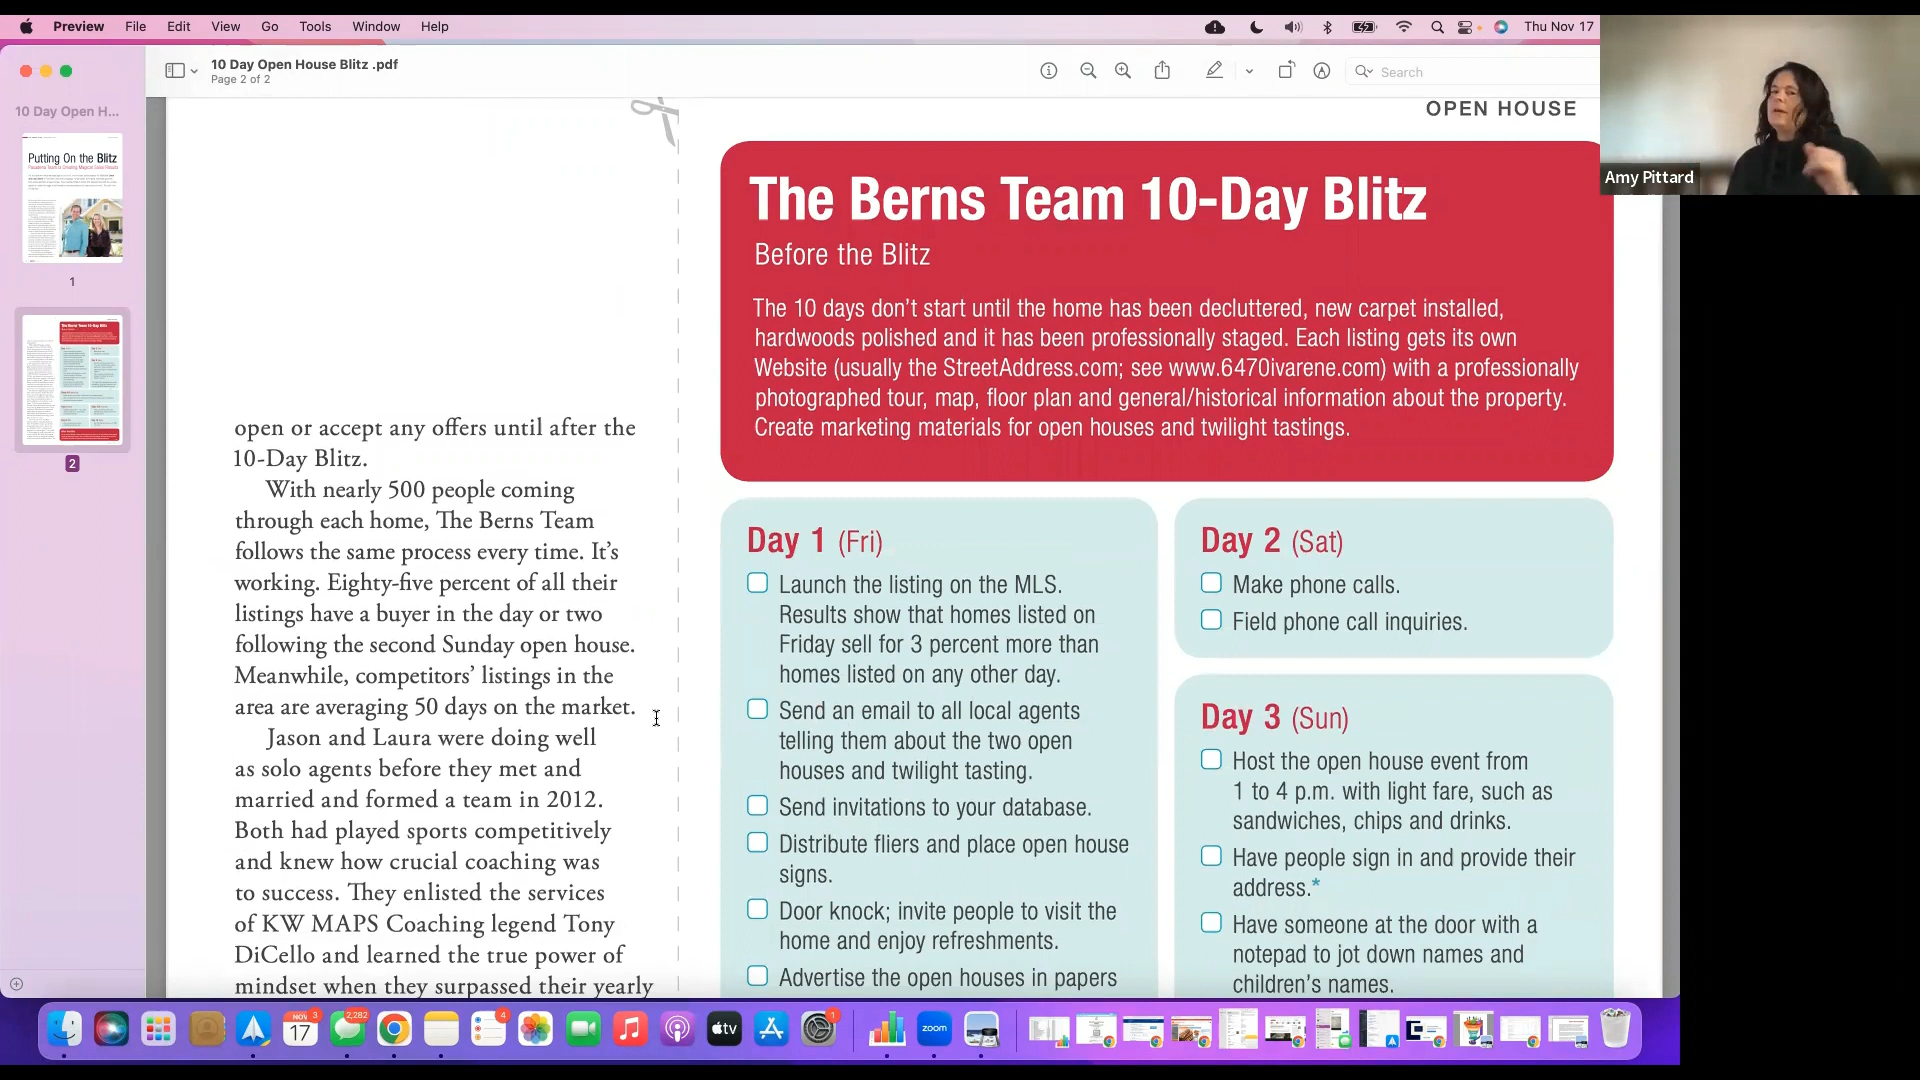 Preview File Edit View Go Tools Window Help
Thu Nov 17
10 Day Open House Blitz .pdf
Page 2 of 2
Search
10 Day Open H...
Putting On the Blitz
1
2
OPEN HOUSE
Amy Pittard
The Berns Team 10-Day Blitz
Before the Blitz
The 10 days don't start until the home has been decluttered, new carpet installed,
hardwoods polished and it has been professionally staged. Each listing gets its own
Website (usually the StreetAddress.com; see www.6470ivarene.com) with a professionally
photographed tour, map, floor plan and general/historical information about the property.
Create marketing materials for open houses and twilight tastings.
open or accept any offers until after the
10-Day Blitz.
With nearly 500 people coming
through each home, The Berns Team
follows the same process every time. It's
working. Eighty-five percent of all their
listings have a buyer in the day or two
following the second Sunday open house.
Meanwhile, competitors' listings in the
area are averaging 50 days on the market.
Jason and Laura were doing well
as solo agents before they met and
married and formed a team in 2012.
Both had played sports competitively
and knew how crucial coaching was
to success. They enlisted the services
of KW MAPS Coaching legend Tony
DiCello and learned the true power of
mindset when they surpassed their yearly
Day 1 (Fri)
Launch the listing on the MLS.
Results show that homes listed on
Friday sell for 3 percent more than
homes listed on any other day.
Send an email to all local agents
telling them about the two open
houses and twilight tasting.
Send invitations to your database.
Distribute fliers and place open house
signs.
Door knock; invite people to visit the
home and enjoy refreshments.
Advertise the open houses in papers
Day 2 (Sat)
Make phone calls.
Field phone call inquiries.
Day 3 (Sun)
Host the open house event from
1 to 4 p.m. with light fare, such as
sandwiches, chips and drinks.
Have people sign in and provide their
address.*
Have someone at the door with a
notepad to jot down names and
children's names.
NOV 3
17
2,282
4
tv
1
zoom